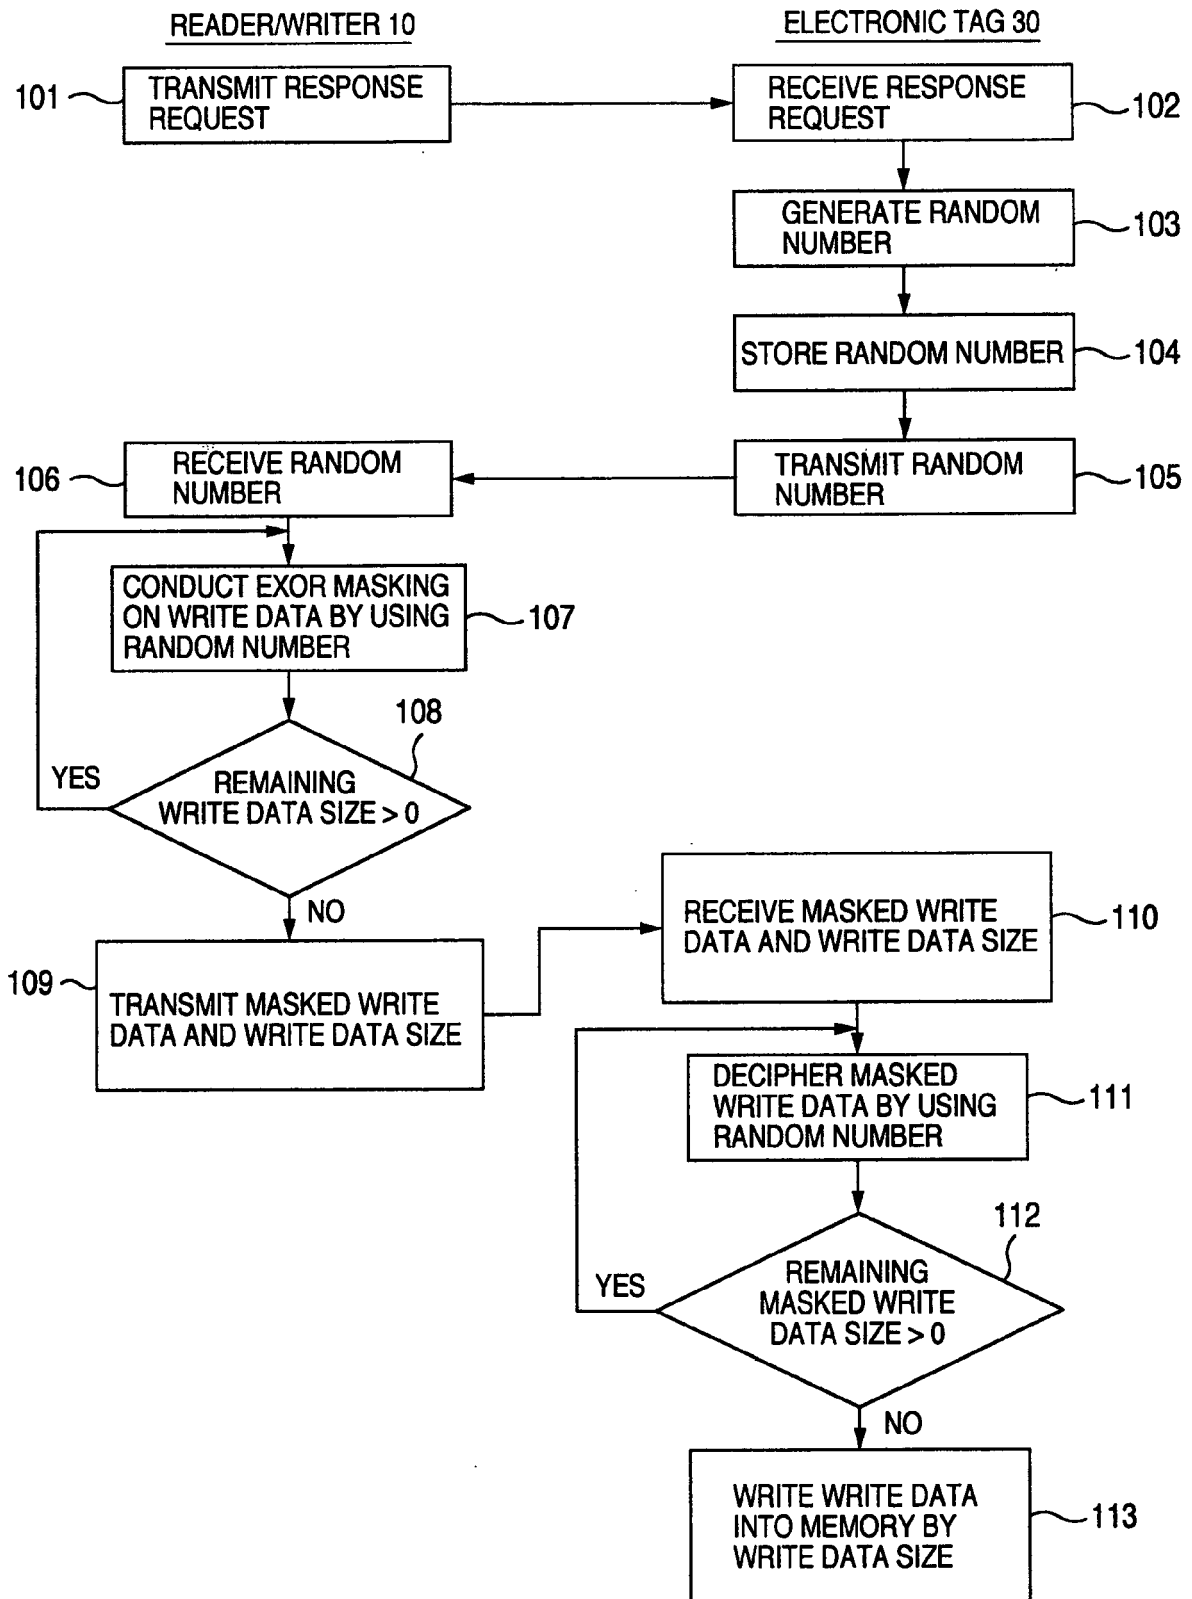 READER/WRITER 10
ELECTRONIC TAG 30
101
TRANSMIT RESPONSE
REQUEST
RECEIVE RESPONSE
REQUEST
102
GENERATE RANDOM
NUMBER
103
STORE RANDOM NUMBER
104
106
RECEIVE RANDOM
NUMBER
TRANSMIT RANDOM
NUMBER
105
CONDUCT EXOR MASKING
ON WRITE DATA BY USING
RANDOM NUMBER
107
108
YES
REMAINING
WRITE DATA SIZE > 0
NO
109
TRANSMIT MASKED WRITE
DATA AND WRITE DATA SIZE
RECEIVE MASKED WRITE
DATA AND WRITE DATA SIZE
110
DECIPHER MASKED
WRITE DATA BY USING
RANDOM NUMBER
111
112
YES
REMAINING
MASKED WRITE
DATA SIZE > 0
NO
WRITE WRITE DATA
INTO MEMORY BY
WRITE DATA SIZE
113